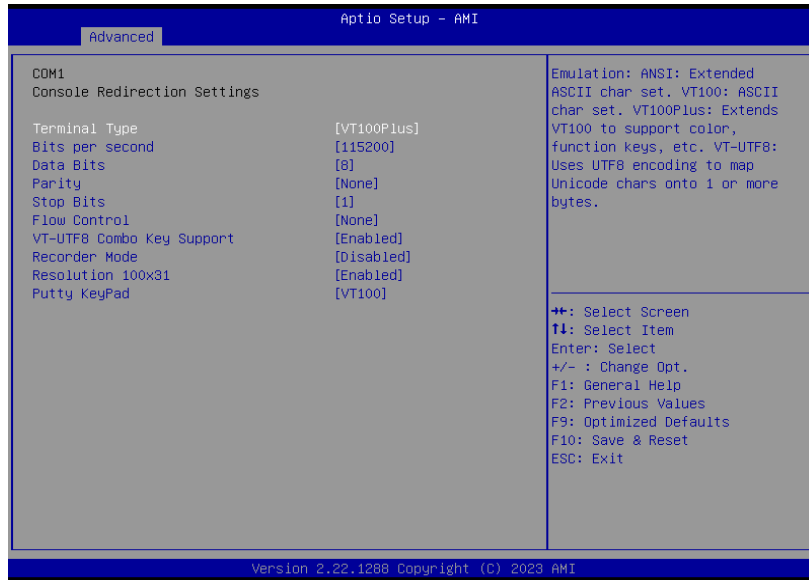 Aptio Setup – AMI
Advanced
COM1
Console Redirection Settings
Terminal Type [VT100Plus]
Bits per second [115200]
Data Bits [8]
Parity [None]
Stop Bits [1]
Flow Control [None]
VT-UTF8 Combo Key Support [Enabled]
Recorder Mode [Disabled]
Resolution 100x31 [Enabled]
Putty KeyPad [VT100]
Emulation: ANSI: Extended
ASCII char set. VT100: ASCII
char set. VT100Plus: Extends
VT100 to support color,
function keys, etc. VT-UTF8:
Uses UTF8 encoding to map
Unicode chars onto 1 or more
bytes.
→←: Select Screen
↑↓: Select Item
Enter: Select
+/- : Change Opt.
F1: General Help
F2: Previous Values
F9: Optimized Defaults
F10: Save & Reset
ESC: Exit
Version 2.22.1288 Copyright (C) 2023 AMI